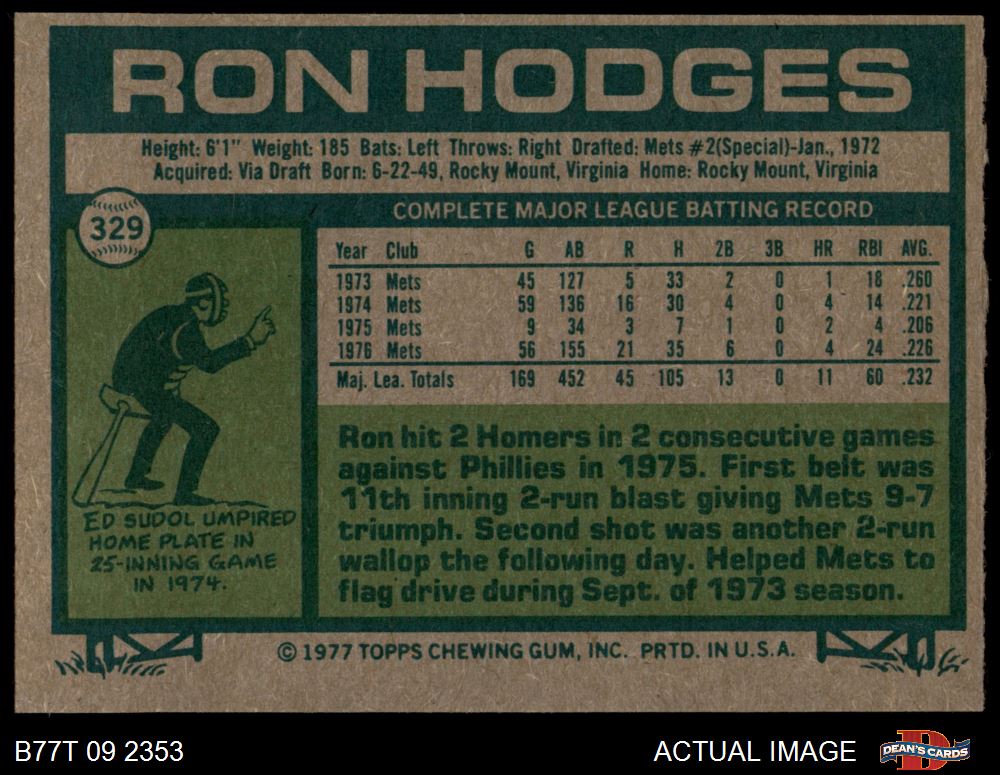 RON HODGES
Height: 6'1" Weight: 185 Bats: Left Throws: Right Drafted: Mets #2(Special)-Jan., 1972
Acquired: Via Draft Born: 6-22-49, Rocky Mount, Virginia Home: Rocky Mount, Virginia
329
COMPLETE MAJOR LEAGUE BATTING RECORD
Year Club G AB R H 2B 3B HR RBI AVG.
1973 Mets 45 127 5 33 2 0 1 18 .260
1974 Mets 59 136 16 30 4 0 4 14 .221
1975 Mets 9 34 3 7 1 0 2 4 .206
1976 Mets 56 155 21 35 6 0 4 24 .226
Maj. Lea. Totals 169 452 45 105 13 0 11 60 .232
ED SUDOL UMPIRED
HOME PLATE IN
25-INNING GAME
IN 1974.
Ron hit 2 Homers in 2 consecutive games
against Phillies in 1975. First belt was
11th inning 2-run blast giving Mets 9-7
triumph. Second shot was another 2-run
wallop the following day. Helped Mets to
flag drive during Sept. of 1973 season.
© 1977 TOPPS CHEWING GUM, INC. PRTD. IN U.S.A.
B77T 09 2353
ACTUAL IMAGE
D
DEAN'S CARDS